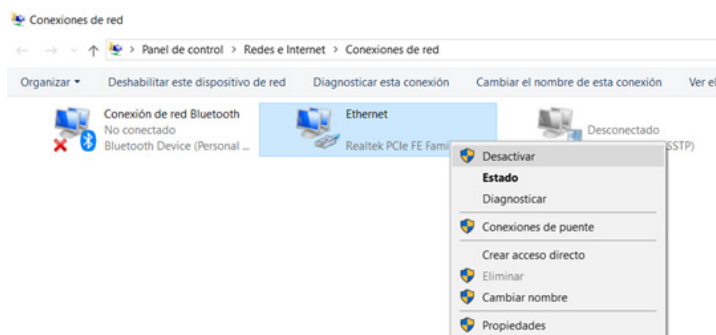 Conexiones de red
Panel de control > Redes e Internet > Conexiones de red
Organizar Deshabilitar este dispositivo de red Diagnosticar esta conexión Cambiar el nombre de esta conexión Ver el
Conexión de red Bluetooth
No conectado
Bluetooth Device (Personal ...
Ethernet
Realtek PCIe FE Fami
Desconectado
SSTP)
Desactivar
Estado
Diagnosticar
Conexiones de puente
Crear acceso directo
Eliminar
Cambiar nombre
Propiedades